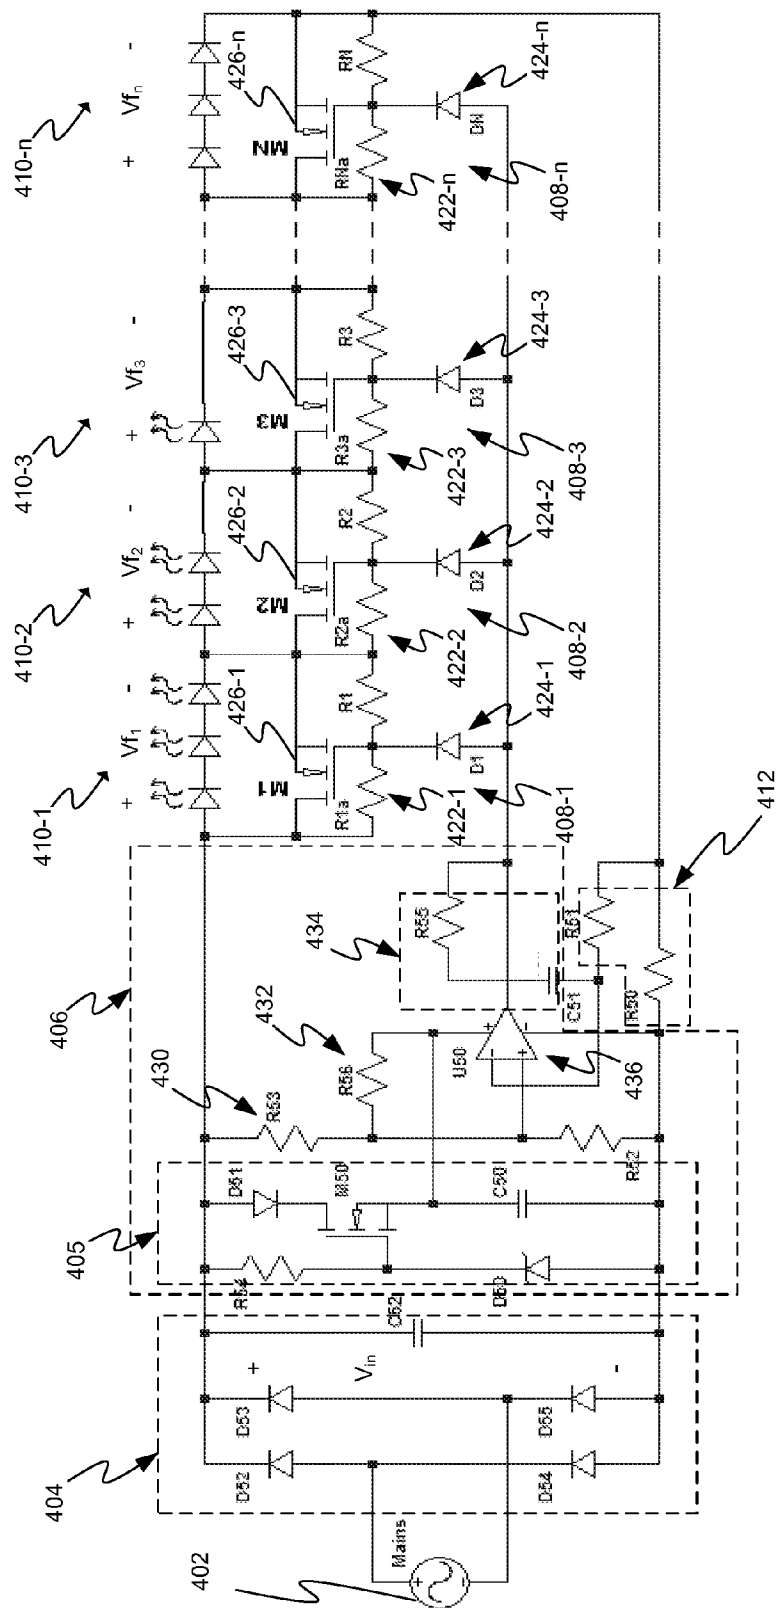 410-1
410-2
410-3
410-n
+ Vf1 -
+ Vf2 -
+ Vf3 -
+ Vfn -
404
405
406
430
432
434
426-1
426-2
426-3
426-n
402
Mains
+
-
D52
D53
+
Vin
-
D54
D55
C52
R54
D51
M50
C50
R53
R56
R52
U50
-
+
+
-
436
R55
C51
R51
R50
412
M1
M2
M3
MN
R1a
R1
R2a
R2
R3a
R3
RNa
RN
422-1
422-2
422-3
422-n
D1
D2
D3
DN
424-1
424-2
424-3
424-n
408-1
408-2
408-3
408-n